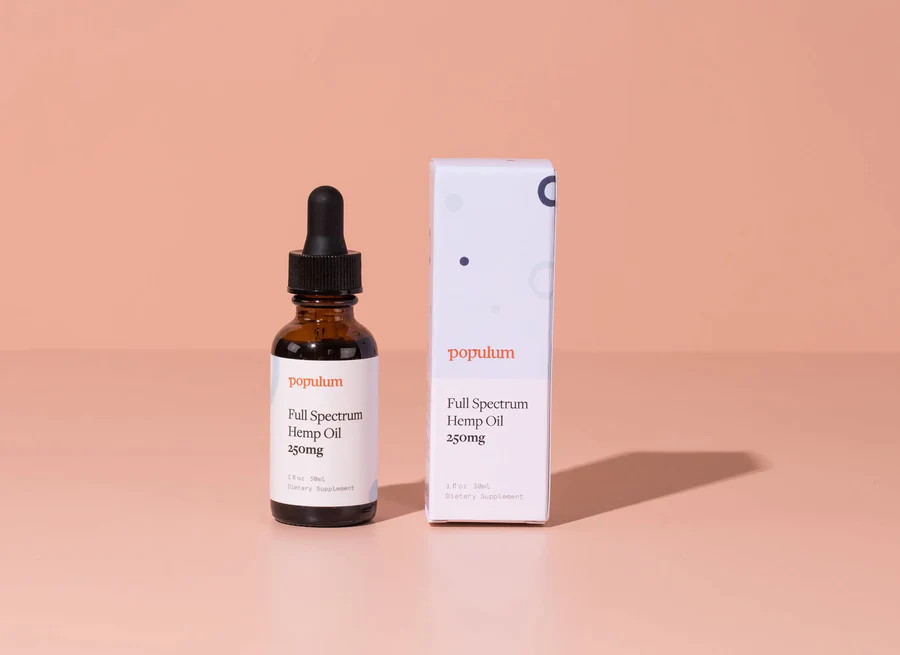 populum
Full Spectrum
Hemp Oil
250mg
1 fl oz 30mL
Dietary Supplement
populum
Full Spectrum
Hemp Oil
250mg
1 fl oz 30mL
Dietary Supplement